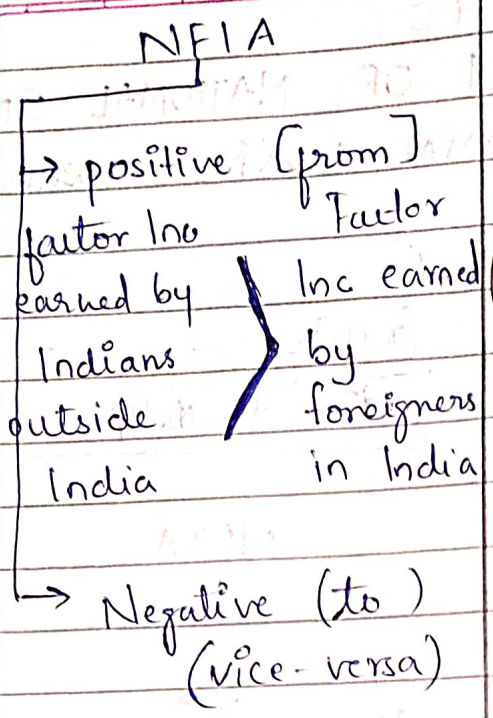 NFIA
→ positive [from]
factor Inc
earned by
Indians
outside
India
>
Factor
Inc earned
by
foreigners
in India
→ Negative (to)
(vice-versa)